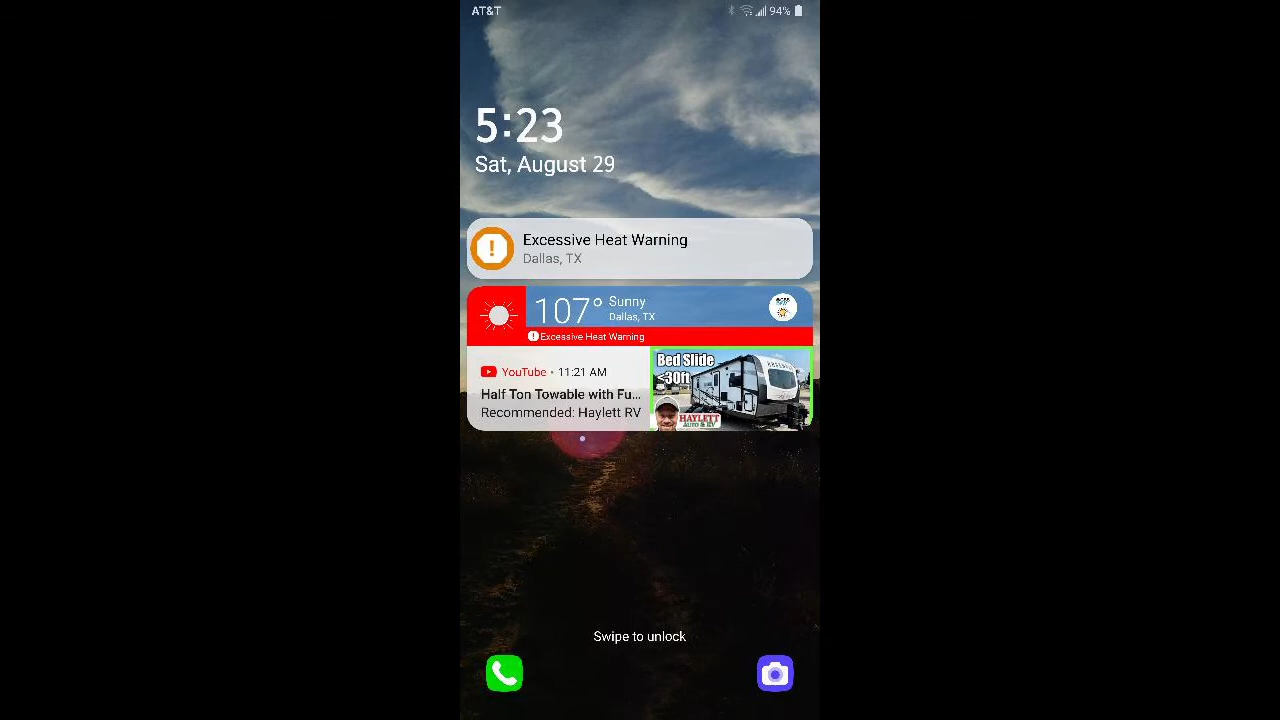 AT&T
94%
5:23
Sat, August 29
Excessive Heat Warning
Dallas, TX
107° Sunny
Dallas, TX
Excessive Heat Warning
YouTube • 11:21 AM
Half Ton Towable with Fu...
Recommended: Haylett RV
Bed Slide
<30ft
HAYLETT
AUTO & RV
Swipe to unlock